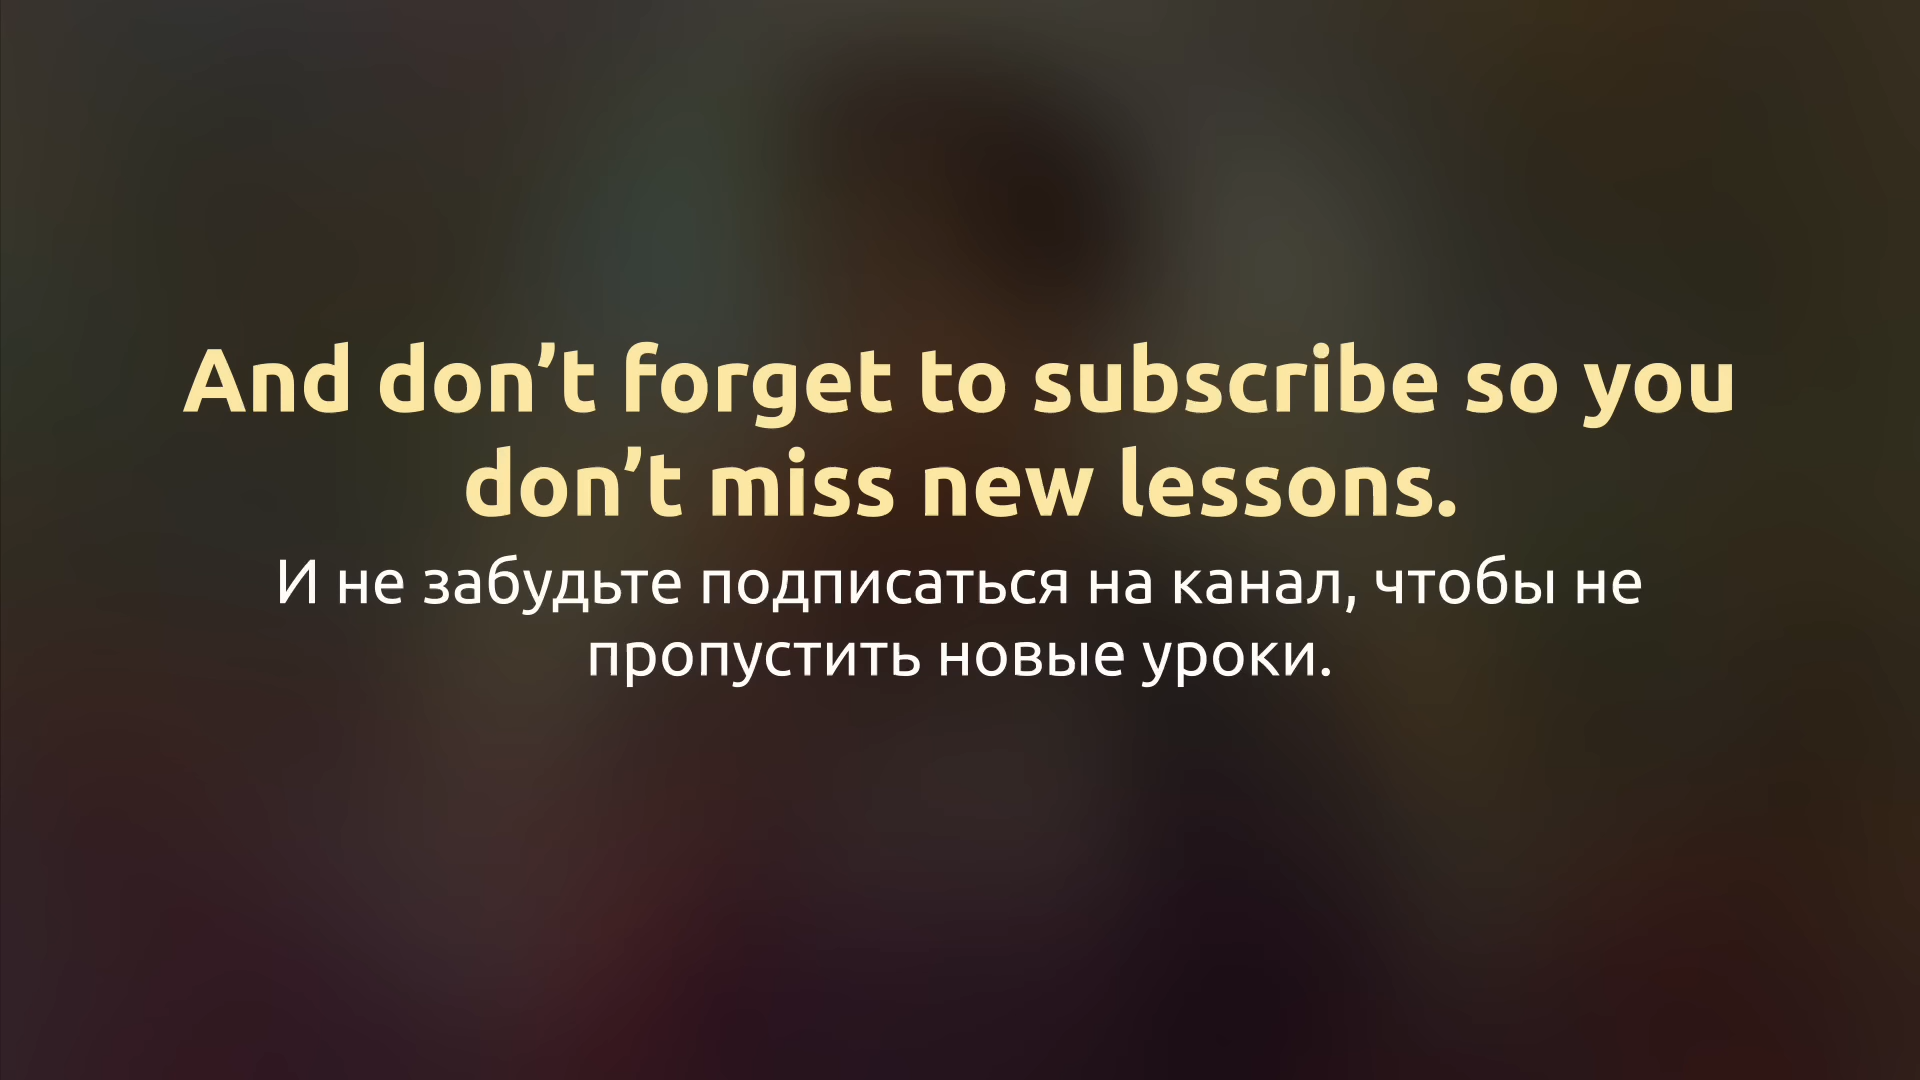 And don’t forget to subscribe so you
don’t miss new lessons.
И не забудьте подписаться на канал, чтобы не
пропустить новые уроки.